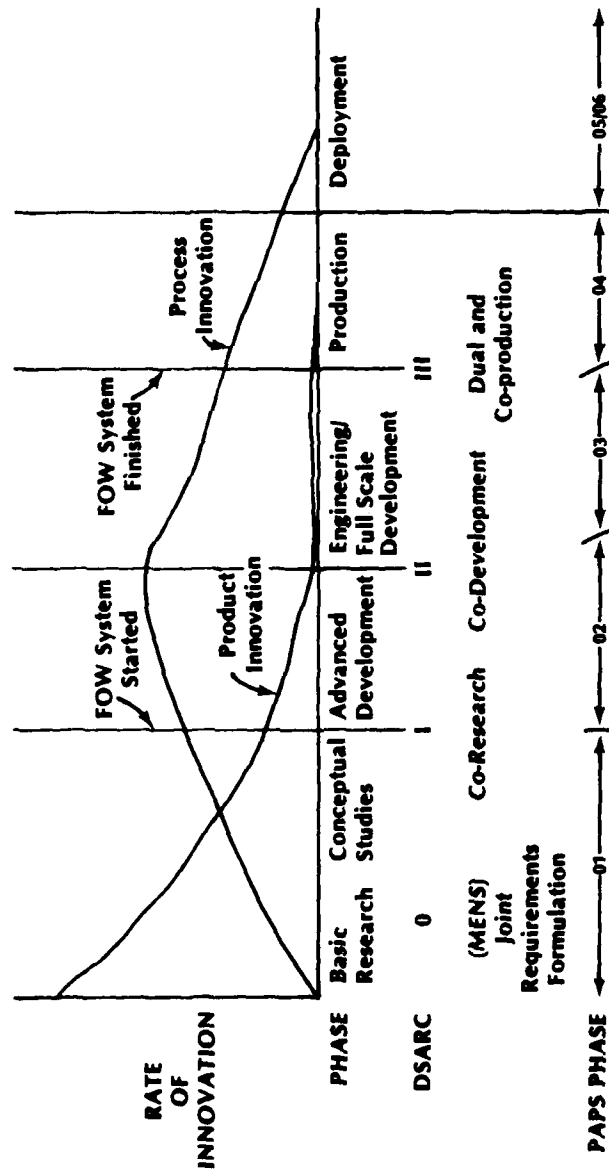 RATE
OF
INNOVATION
FOW System
Started
FOW System
Finished
Process
Innovation
Product
Innovation
PHASE
Basic
Research
Conceptual
Studies
Advanced
Development
Engineering/
Full Scale
Development
Production
Deployment
DSARC
0
I
II
III
(MENS)
Joint
Requirements
Formulation
Co-Research
Co-Development
Dual and
Co-production
PAPS PHASE
01
02
03
04
05/06